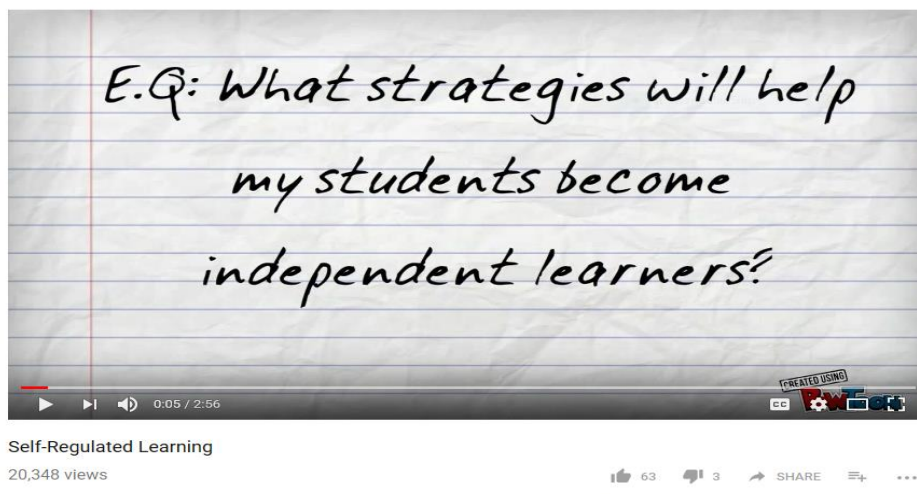 E.Q: What strategies will help
my students become
independent learners?
CREATED USING
PowToon
0:05 / 2:56
CC
Self-Regulated Learning
20,348 views
63
3
SHARE